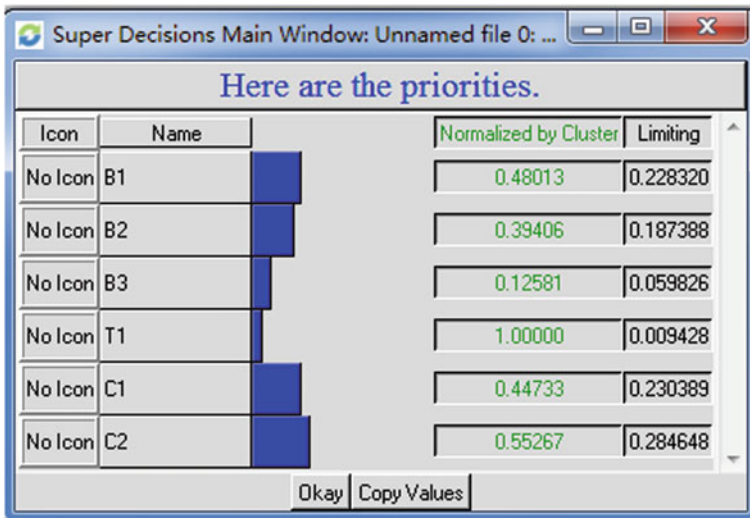 Super Decisions Main Window: Unnamed file 0: ...
Here are the priorities.
Icon Name Normalized by Cluster Limiting
No Icon B1 0.48013 0.228320
No Icon B2 0.39406 0.187388
No Icon B3 0.12581 0.059826
No Icon T1 1.00000 0.009428
No Icon C1 0.44733 0.230389
No Icon C2 0.55267 0.284648
Okay Copy Values